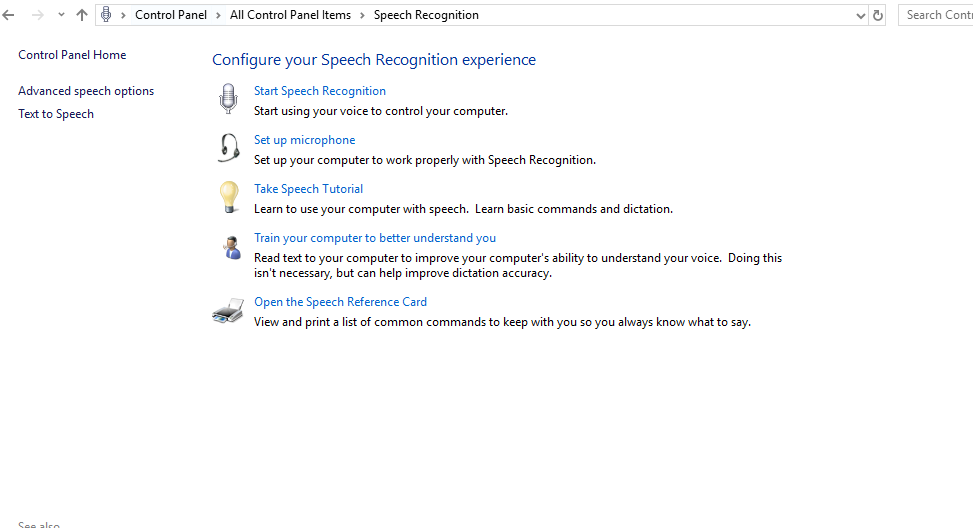 Control Panel > All Control Panel Items > Speech Recognition
Search Cont
Control Panel Home
Advanced speech options
Text to Speech
Configure your Speech Recognition experience
Start Speech Recognition
Start using your voice to control your computer.
Set up microphone
Set up your computer to work properly with Speech Recognition.
Take Speech Tutorial
Learn to use your computer with speech.  Learn basic commands and dictation.
Train your computer to better understand you
Read text to your computer to improve your computer's ability to understand your voice.  Doing this
isn't necessary, but can help improve dictation accuracy.
Open the Speech Reference Card
View and print a list of common commands to keep with you so you always know what to say.
See also